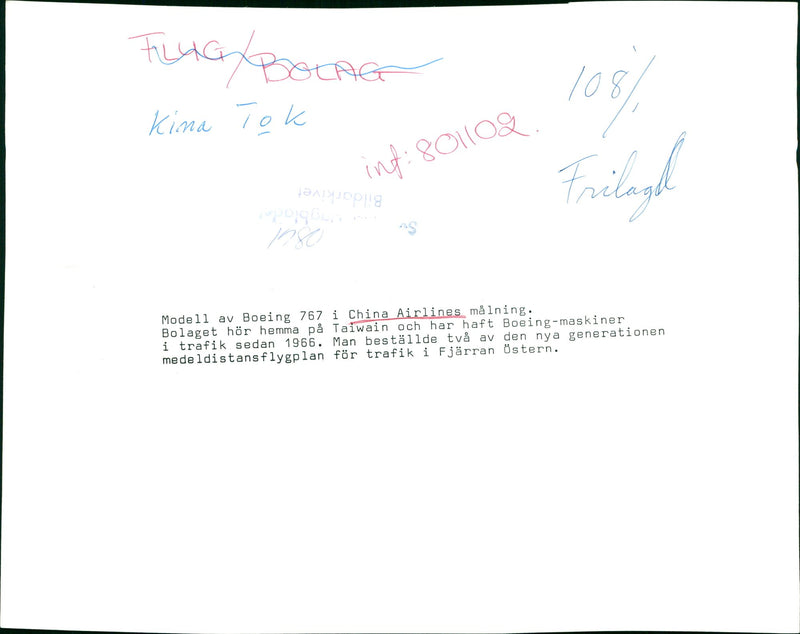 FLUG/BOLAG
Kina Tok
108%
inf: 801102.
Frilagd
Bildarkivet
Modell av Boeing 767 i China Airlines målning.
Bolaget hör hemma på Taiwain och har haft Boeing-maskiner
i trafik sedan 1966. Man beställde två av den nya generationen
medeldistansflygplan för trafik i Fjärran Östern.